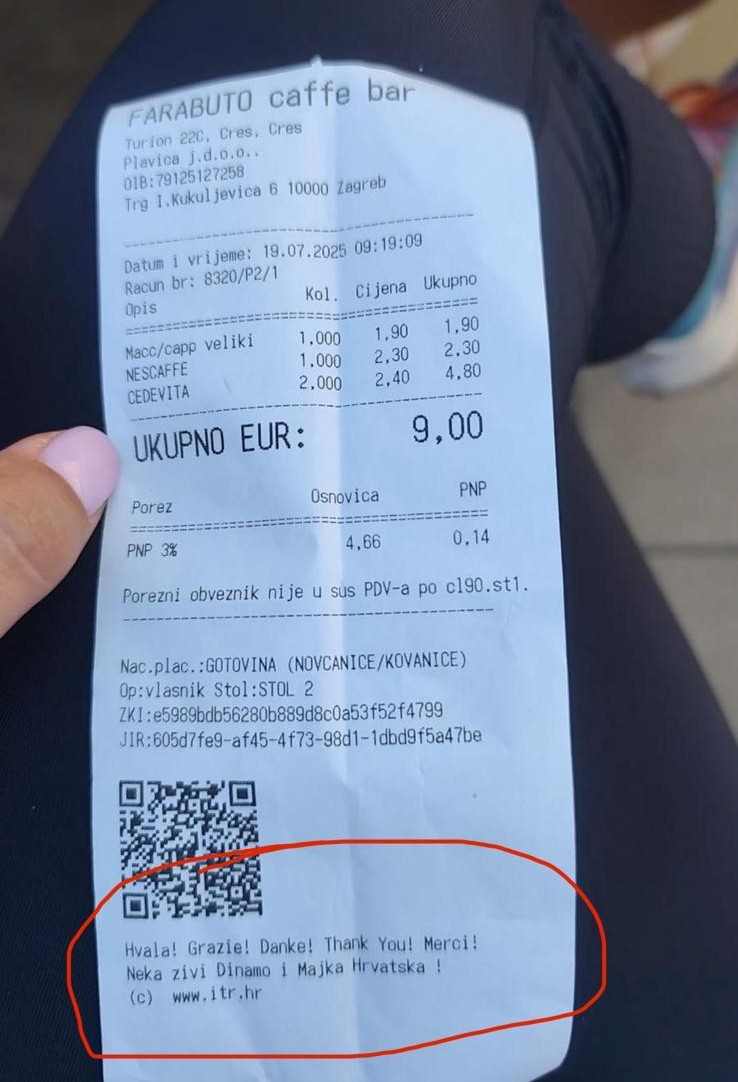 FARABUTO caffe bar
Turion 22C, Cres, Cres
Plavica j.d.o.o..
OIB:79125127258
Trg I.Kukuljevica 6 10000 Zagreb
Datum i vrijeme: 19.07.2025 09:19:09
Racun br: 8320/P2/1
Opis Kol. Cijena Ukupno
Macc/capp veliki 1,000 1,90 1,90
NESCAFFE 1,000 2,30 2,30
CEDEVITA 2,000 2,40 4,80
UKUPNO EUR: 9,00
Porez Osnovica PNP
PNP 3% 4,66 0,14
Porezni obveznik nije u sus PDV-a po cl90.st1.
Nac.plac.:GOTOVINA (NOVCANICE/KOVANICE)
Op:vlasnik Stol:STOL 2
ZKI:e5989bdb56280b889d8c0a53f52f4799
JIR:605d7fe9-af45-4f73-98d1-1dbd9f5a47be
Hvala! Grazie! Danke! Thank You! Merci!
Neka zivi Dinamo i Majka Hrvatska !
(c) www.itr.hr